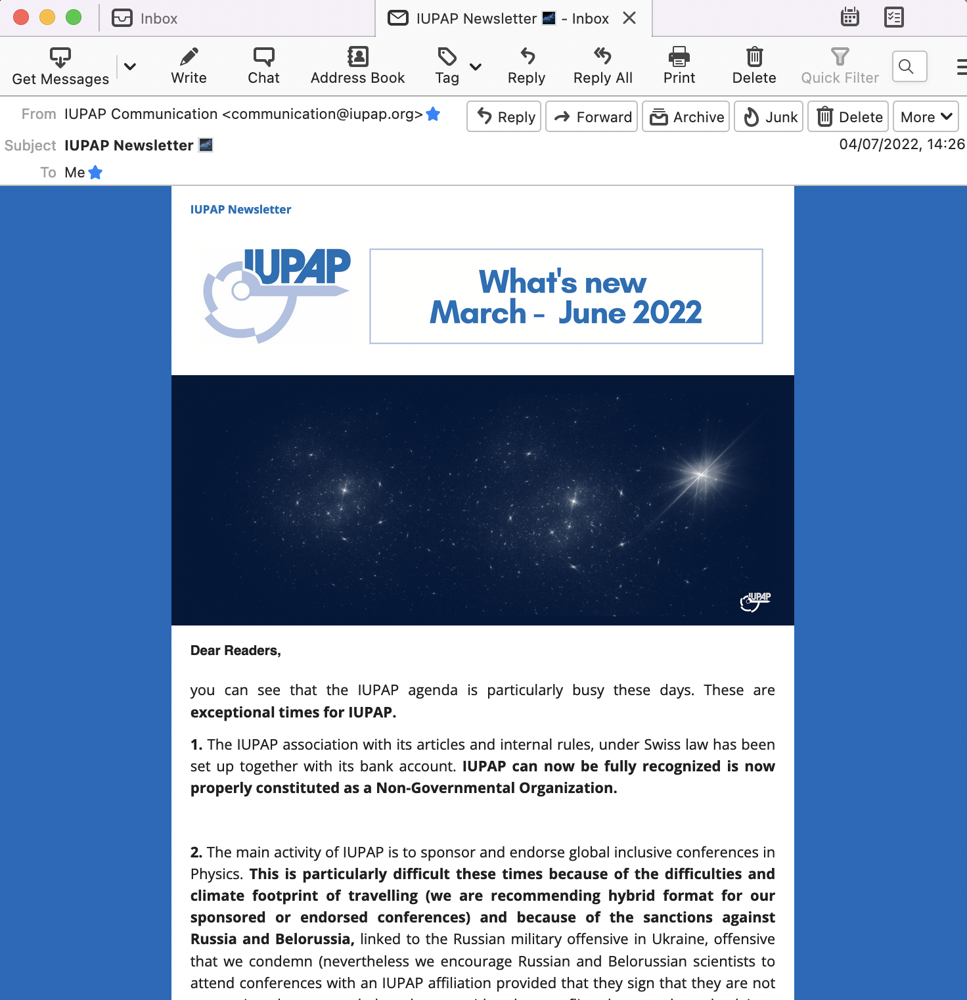 Inbox
IUPAP Newsletter - Inbox
Get Messages
Write
Chat
Address Book
Tag
Reply
Reply All
Print
Delete
Quick Filter
From IUPAP Communication <communication@iupap.org>
Reply
Forward
Archive
Junk
Delete
More
Subject IUPAP Newsletter
04/07/2022, 14:26
To Me
IUPAP Newsletter
IUPAP
What's new
March - June 2022
IUPAP
Dear Readers,
you can see that the IUPAP agenda is particularly busy these days. These are
exceptional times for IUPAP.
1. The IUPAP association with its articles and internal rules, under Swiss law has been
set up together with its bank account. IUPAP can now be fully recognized is now
properly constituted as a Non-Governmental Organization.
2. The main activity of IUPAP is to sponsor and endorse global inclusive conferences in
Physics. This is particularly difficult these times because of the difficulties and
climate footprint of travelling (we are recommending hybrid format for our
sponsored or endorsed conferences) and because of the sanctions against
Russia and Belorussia, linked to the Russian military offensive in Ukraine, offensive
that we condemn (nevertheless we encourage Russian and Belorussian scientists to
attend conferences with an IUPAP affiliation provided that they sign that they are not